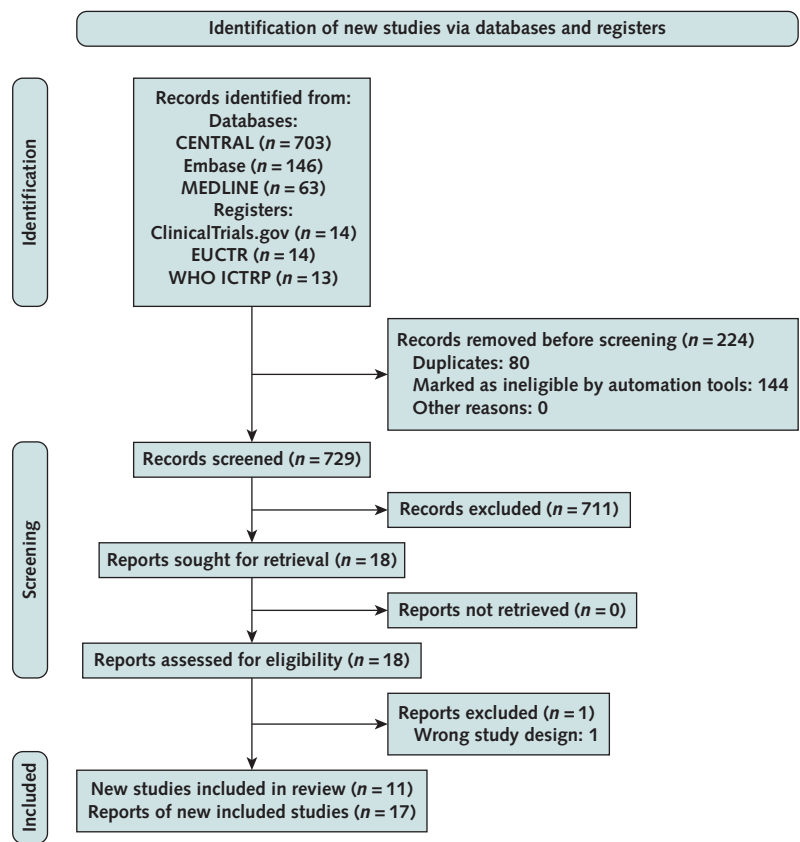 Identification of new studies via databases and registers
Identification
Records identified from:
Databases:
CENTRAL (n = 703)
Embase (n = 146)
MEDLINE (n = 63)
Registers:
ClinicalTrials.gov (n = 14)
EUCTR (n = 14)
WHO ICTRP (n = 13)
Records removed before screening (n = 224)
Duplicates: 80
Marked as ineligible by automation tools: 144
Other reasons: 0
Screening
Records screened (n = 729)
Records excluded (n = 711)
Reports sought for retrieval (n = 18)
Reports not retrieved (n = 0)
Reports assessed for eligibility (n = 18)
Reports excluded (n = 1)
Wrong study design: 1
Included
New studies included in review (n = 11)
Reports of new included studies (n = 17)